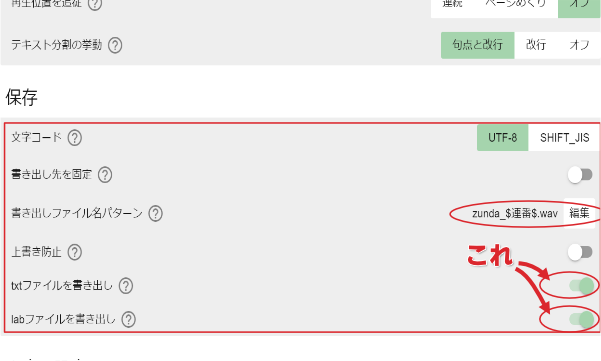 再生位置を追従 ? 連続 ページめくり オフ
テキスト分割の挙動 ? 句点と改行 改行 オフ
保存
文字コード ? UTF-8 SHIFT_JIS
書き出し先を固定 ?
書き出しファイル名パターン ? zunda_$連番$.wav 編集
上書き防止 ?
これ
txtファイルを書き出し ?
labファイルを書き出し ?